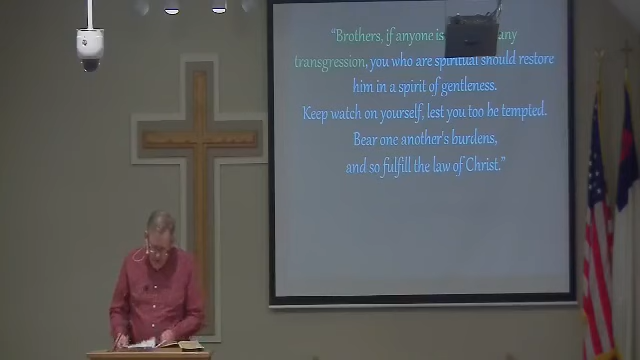 “Brothers, if anyone is any
transgression, you who are spiritual should restore
him in a spirit of gentleness.
Keep watch on yourself, lest you too be tempted.
Bear one another's burdens,
and so fulfill the law of Christ.”